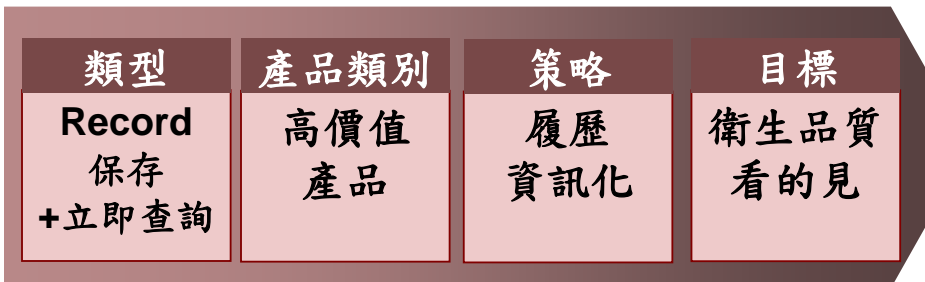 類型
Record
保存
+立即查詢
產品類別
高價值
產品
策略
履歷
資訊化
目標
衛生品質
看的見